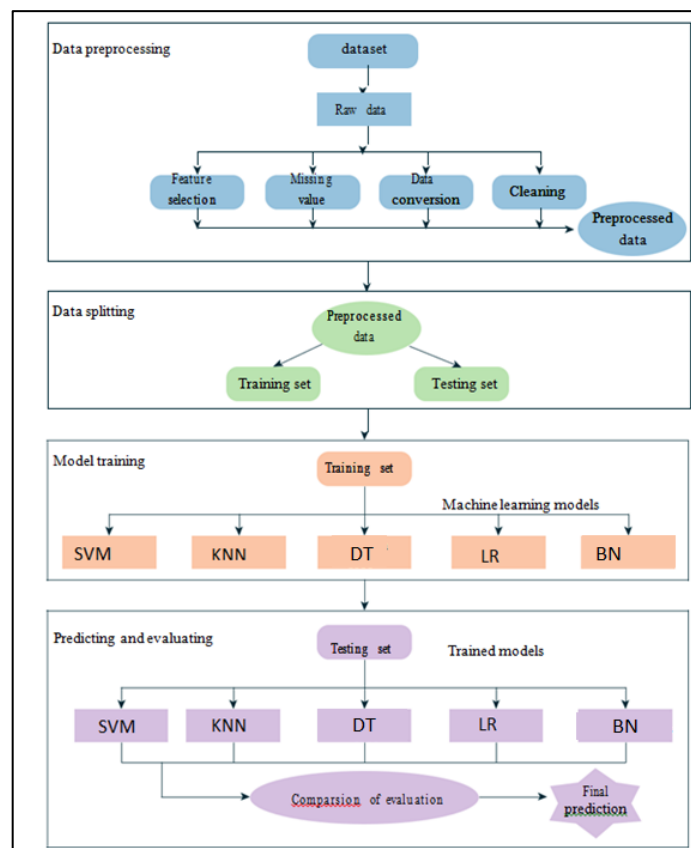 Data preprocessing
dataset
Raw data
Feature
selection
Missing
value
Data
conversion
Cleaning
Preprocessed
data
Data splitting
Preprocessed
data
Training set
Testing set
Model training
Training set
Machine learning models
SVM
KNN
DT
LR
BN
Predicting and evaluating
Testing set
Trained models
SVM
KNN
DT
LR
BN
Comparsion of evaluation
Final
prediction